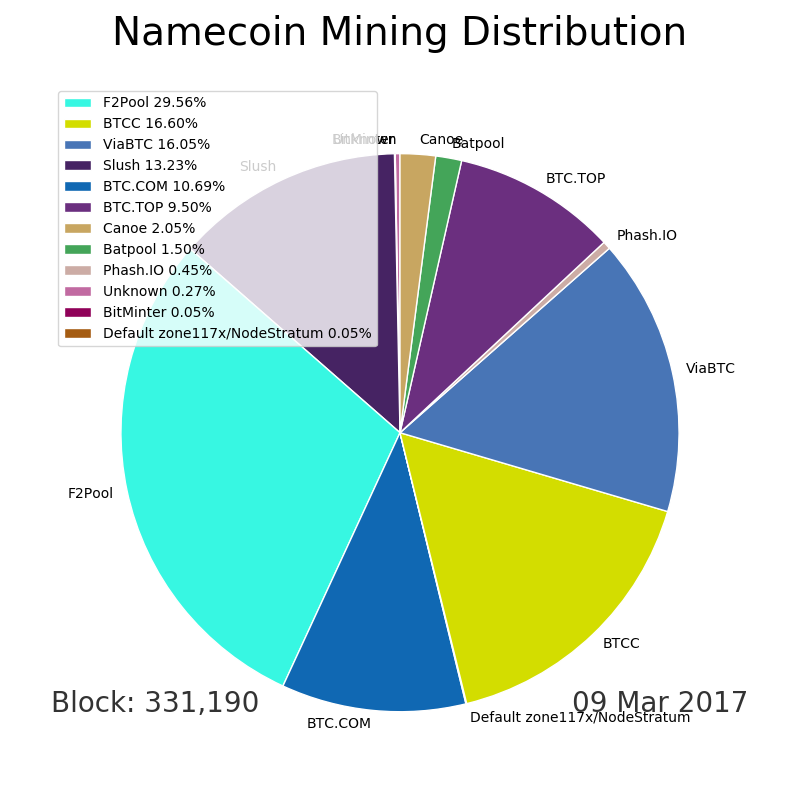 Namecoin Mining Distribution
F2Pool 29.56%
BTCC 16.60%
ViaBTC 16.05%
Slush 13.23%
BTC.COM 10.69%
BTC.TOP 9.50%
Canoe 2.05%
Batpool 1.50%
Phash.IO 0.45%
Unknown 0.27%
BitMinter 0.05%
Default zone117x/NodeStratum 0.05%
BitMinter
Unknown
Canoe
Batpool
Slush
BTC.TOP
Phash.IO
ViaBTC
F2Pool
BTCC
BTC.COM
Default zone117x/NodeStratum
Block: 331,190
09 Mar 2017